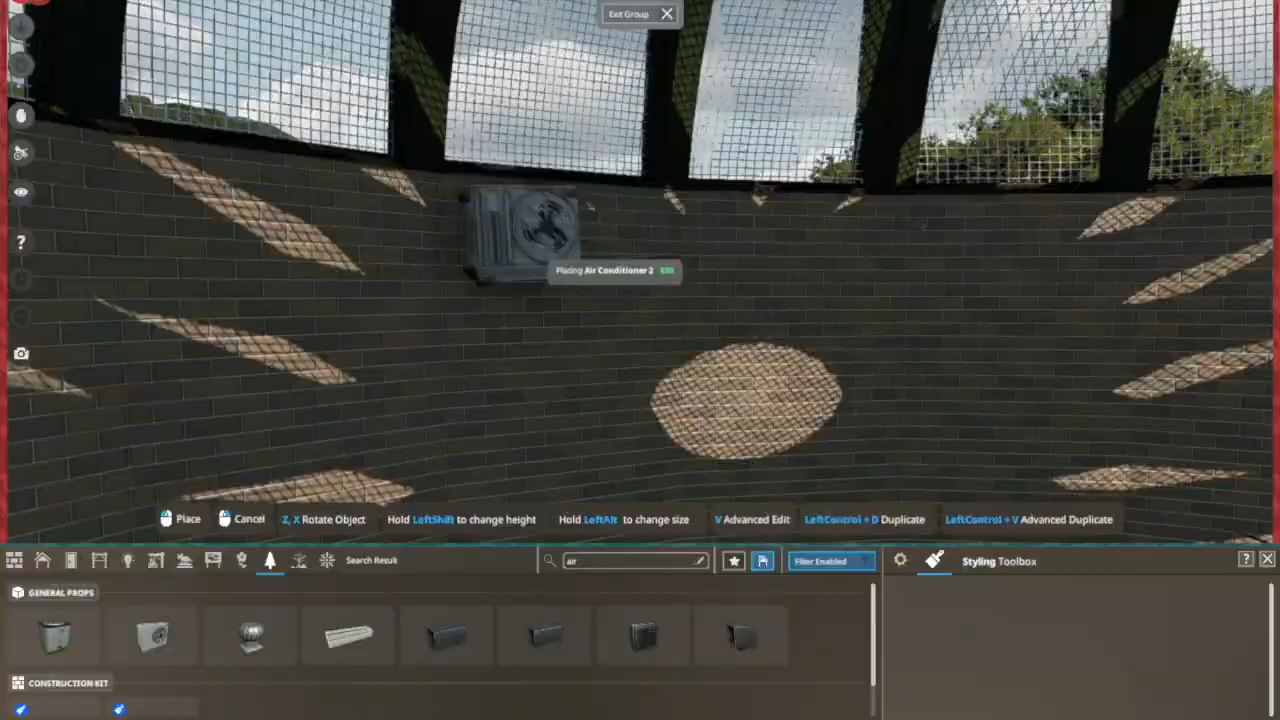 Exit Group
Placing Air Conditioner 2
?
Place
Cancel
Z, X Rotate Object
Hold LeftShift to change height
Hold LeftAlt to change size
V Advanced Edit
LeftControl + D Duplicate
LeftControl + V Advanced Duplicate
Search Result
air
Filter Enabled
Styling Toolbox
?
GENERAL PROPS
CONSTRUCTION KIT